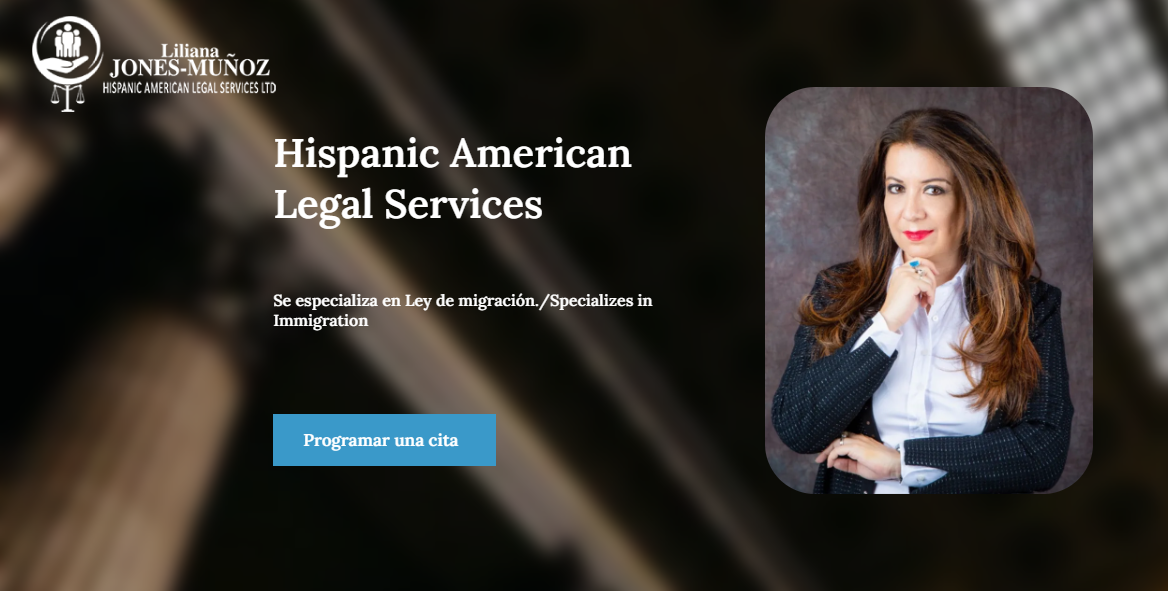 Liliana
JONES-MUÑOZ
HISPANIC AMERICAN LEGAL SERVICES LTD
Hispanic American
Legal Services
Se especializa en Ley de migración./Specializes in
Immigration
Programar una cita